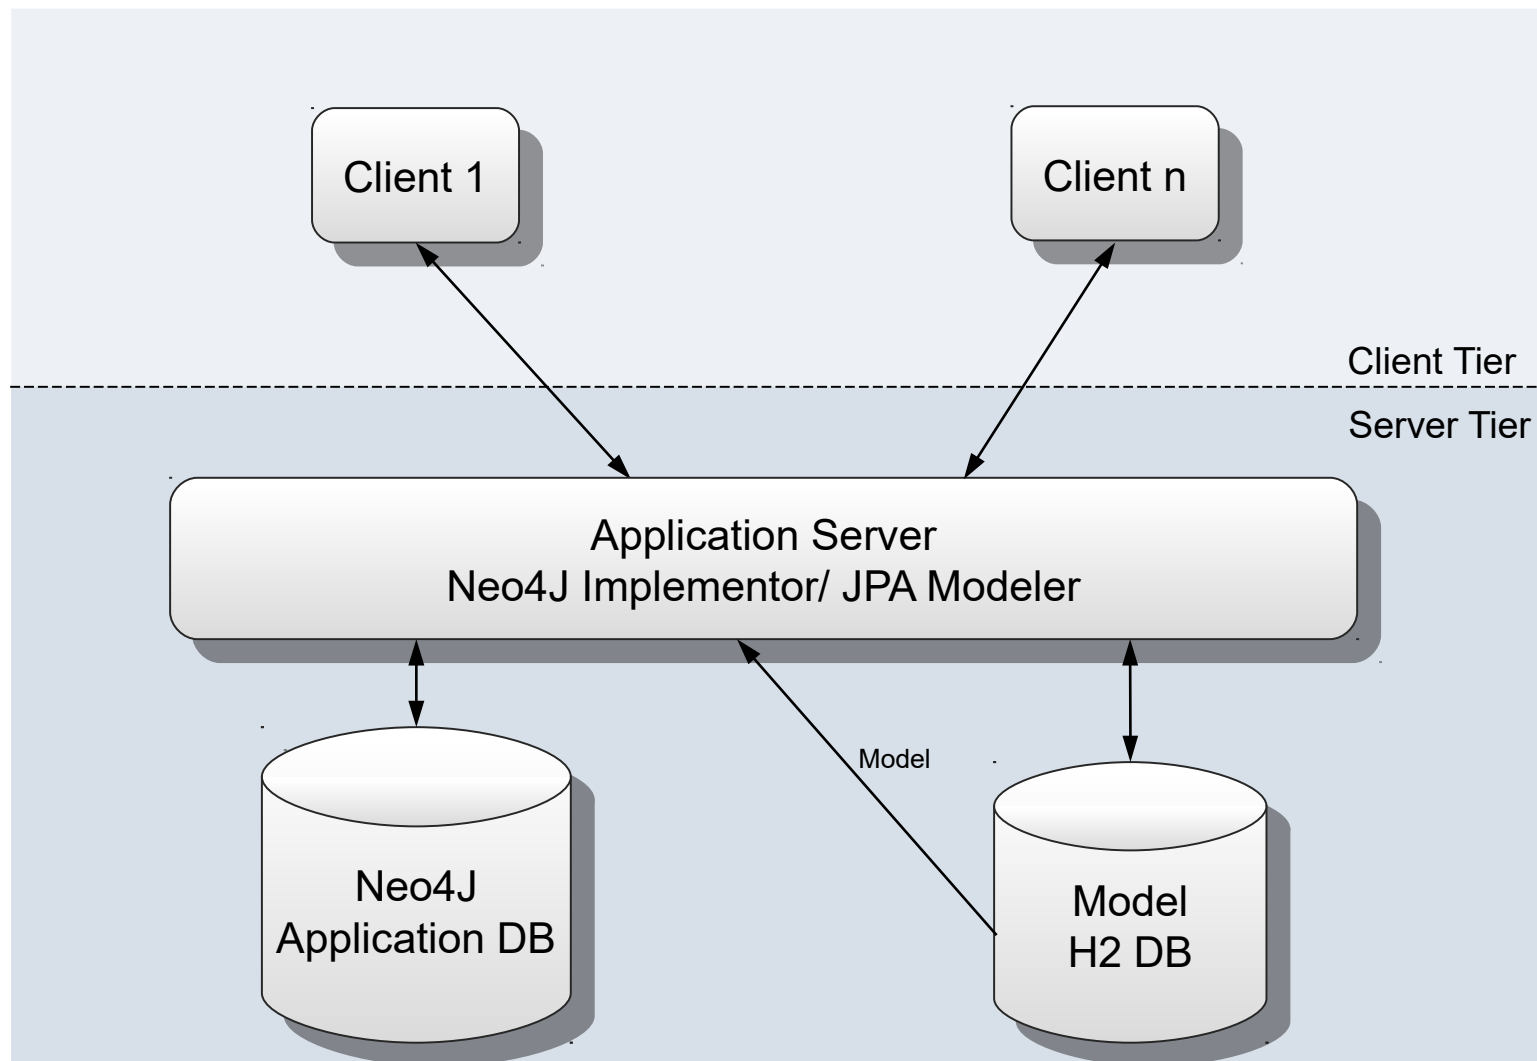 Client 1
Client n
Client Tier
Server Tier
Application Server
Neo4J Implementor/ JPA Modeler
Model
Neo4J
Application DB
Model
H2 DB